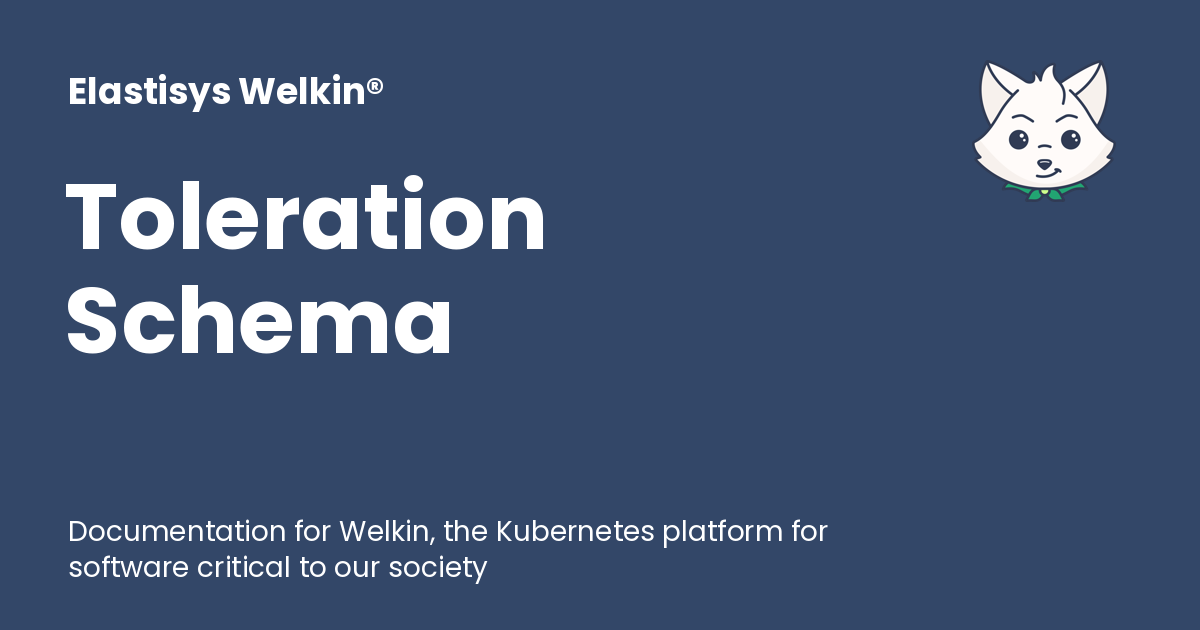 Elastisys Welkin®
Toleration
Schema
Documentation for Welkin, the Kubernetes platform for
software critical to our society